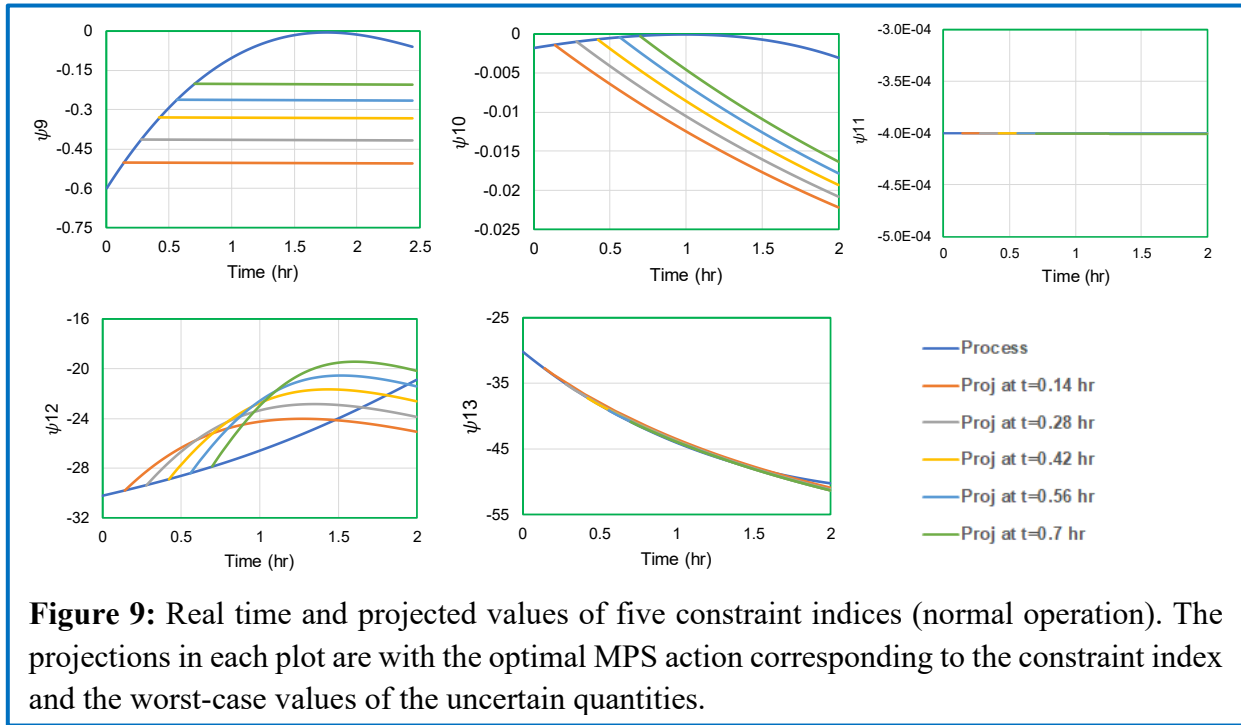 0
-0.15
-0.3
-0.45
-0.6
-0.75
ψ9
0 0.5 1 1.5 2 2.5
Time (hr)
0
-0.005
-0.01
-0.015
-0.02
-0.025
ψ10
0 0.5 1 1.5 2
Time (hr)
-3.0E-04
-3.5E-04
-4.0E-04
-4.5E-04
-5.0E-04
ψ11
0 0.5 1 1.5 2
Time (hr)
-16
-20
-24
-28
-32
ψ12
0 0.5 1 1.5 2
Time (hr)
-25
-35
-45
-55
ψ13
0 0.5 1 1.5 2
Time (hr)
Process
Proj at t=0.14 hr
Proj at t=0.28 hr
Proj at t=0.42 hr
Proj at t=0.56 hr
Proj at t=0.7 hr
Figure 9: Real time and projected values of five constraint indices (normal operation). The
projections in each plot are with the optimal MPS action corresponding to the constraint index
and the worst-case values of the uncertain quantities.